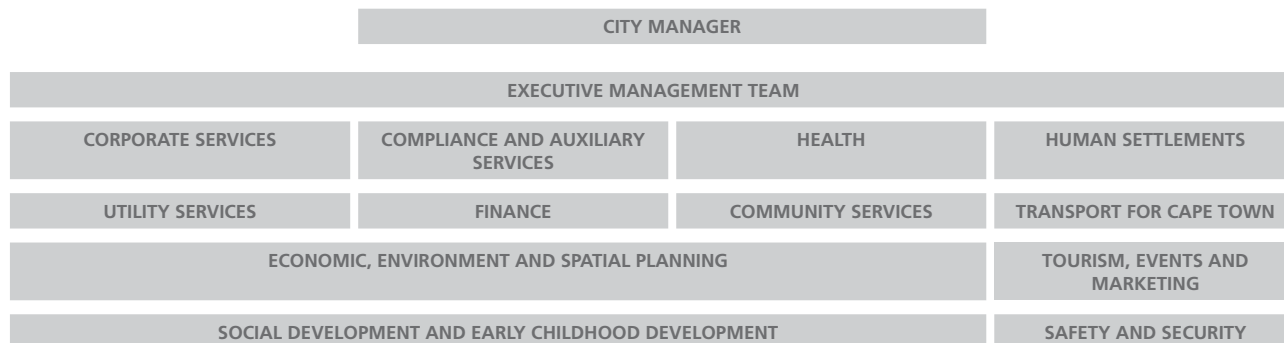 CITY MANAGER
EXECUTIVE MANAGEMENT TEAM
CORPORATE SERVICES
COMPLIANCE AND AUXILIARY
SERVICES
HEALTH
HUMAN SETTLEMENTS
UTILITY SERVICES
FINANCE
COMMUNITY SERVICES
TRANSPORT FOR CAPE TOWN
ECONOMIC, ENVIRONMENT AND SPATIAL PLANNING
TOURISM, EVENTS AND
MARKETING
SOCIAL DEVELOPMENT AND EARLY CHILDHOOD DEVELOPMENT
SAFETY AND SECURITY